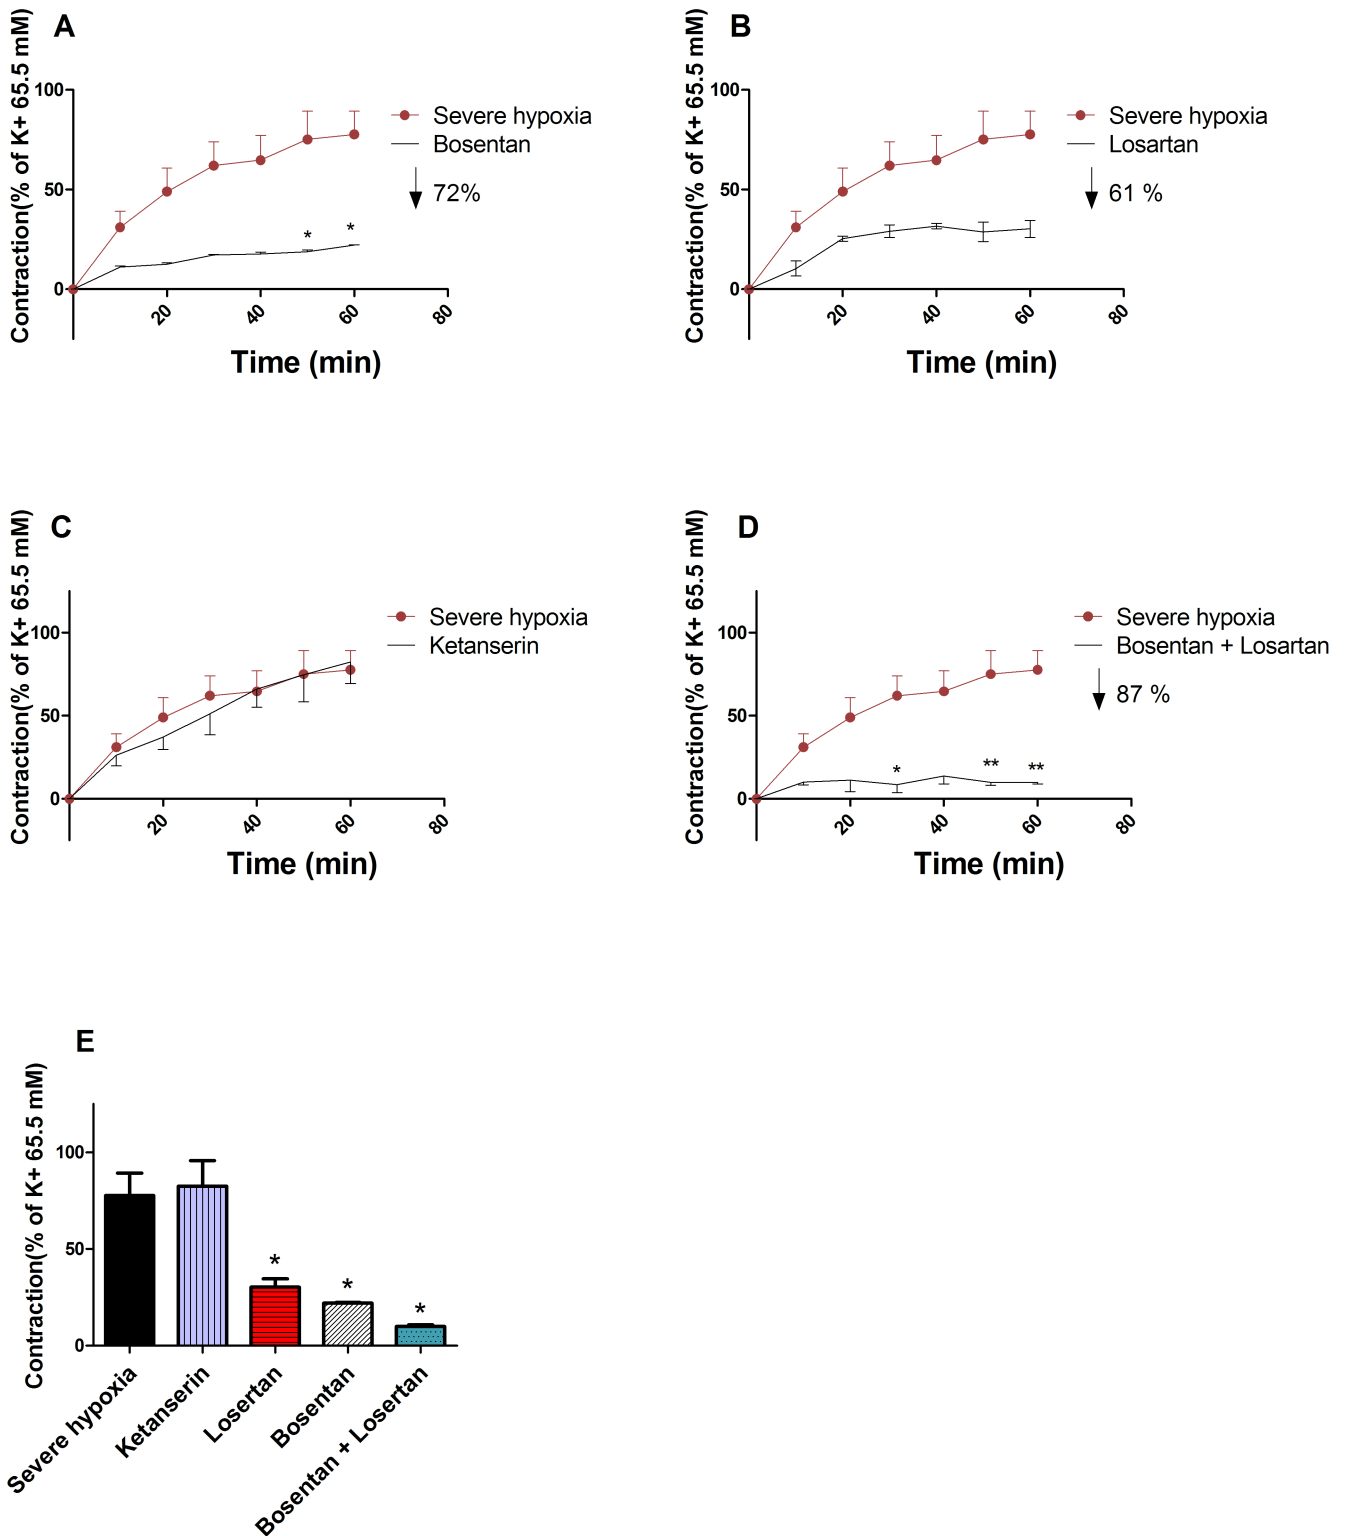 A
Contraction(% of K+ 65.5 mM)
100
50
0
20
40
60
80
Time (min)
Severe hypoxia
Bosentan
72%
*
*
B
Contraction(% of K+ 65.5 mM)
100
50
0
20
40
60
80
Time (min)
Severe hypoxia
Losartan
61 %
C
Contraction(% of K+ 65.5 mM)
100
50
0
20
40
60
80
Time (min)
Severe hypoxia
Ketanserin
D
Contraction(% of K+ 65.5 mM)
100
50
0
20
40
60
80
Time (min)
Severe hypoxia
Bosentan + Losartan
87 %
*
**
**
E
Contraction(% of K+ 65.5 mM)
100
50
0
*
*
*
Severe hypoxia
Ketanserin
Losertan
Bosentan
Bosentan + Losertan